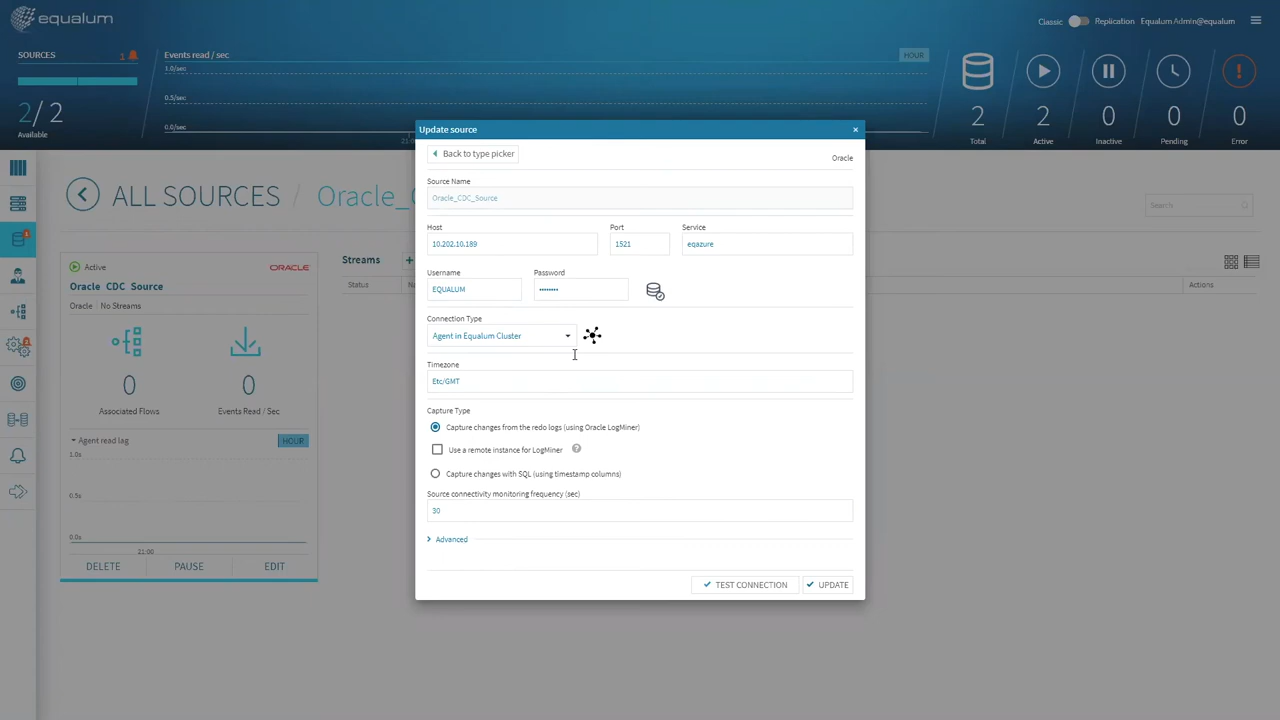 equalum
Classic Replication Equalum Admin@equalum
SOURCES 1
2/ 2
Available
Events read / sec
HOUR
1.0/sec
0.5/sec
0.0/sec
2 2 0 0 0
Total Active Inactive Pending Error
Update source ×
Back to type picker
Oracle
Source Name
Oracle_CDC_Source
Host Port Service
10.202.10.189 1521 eqazure
Username Password
EQUALUM ••••••••
Connection Type
Agent in Equalum Cluster
Timezone
Etc/GMT
Capture Type
Capture changes from the redo logs (using Oracle LogMiner)
Use a remote instance for LogMiner ?
Capture changes with SQL (using timestamp columns)
Source connectivity monitoring frequency (sec)
30
Advanced
TEST CONNECTION UPDATE
ALL SOURCES / Oracle_
Search
Active ORACLE
Oracle CDC Source
Oracle No Streams
0 0
Associated Flows Events Read / Sec
Agent read lag HOUR
1.0s
0.5s
0.0s
21:00
DELETE PAUSE EDIT
Streams +
Status Actions